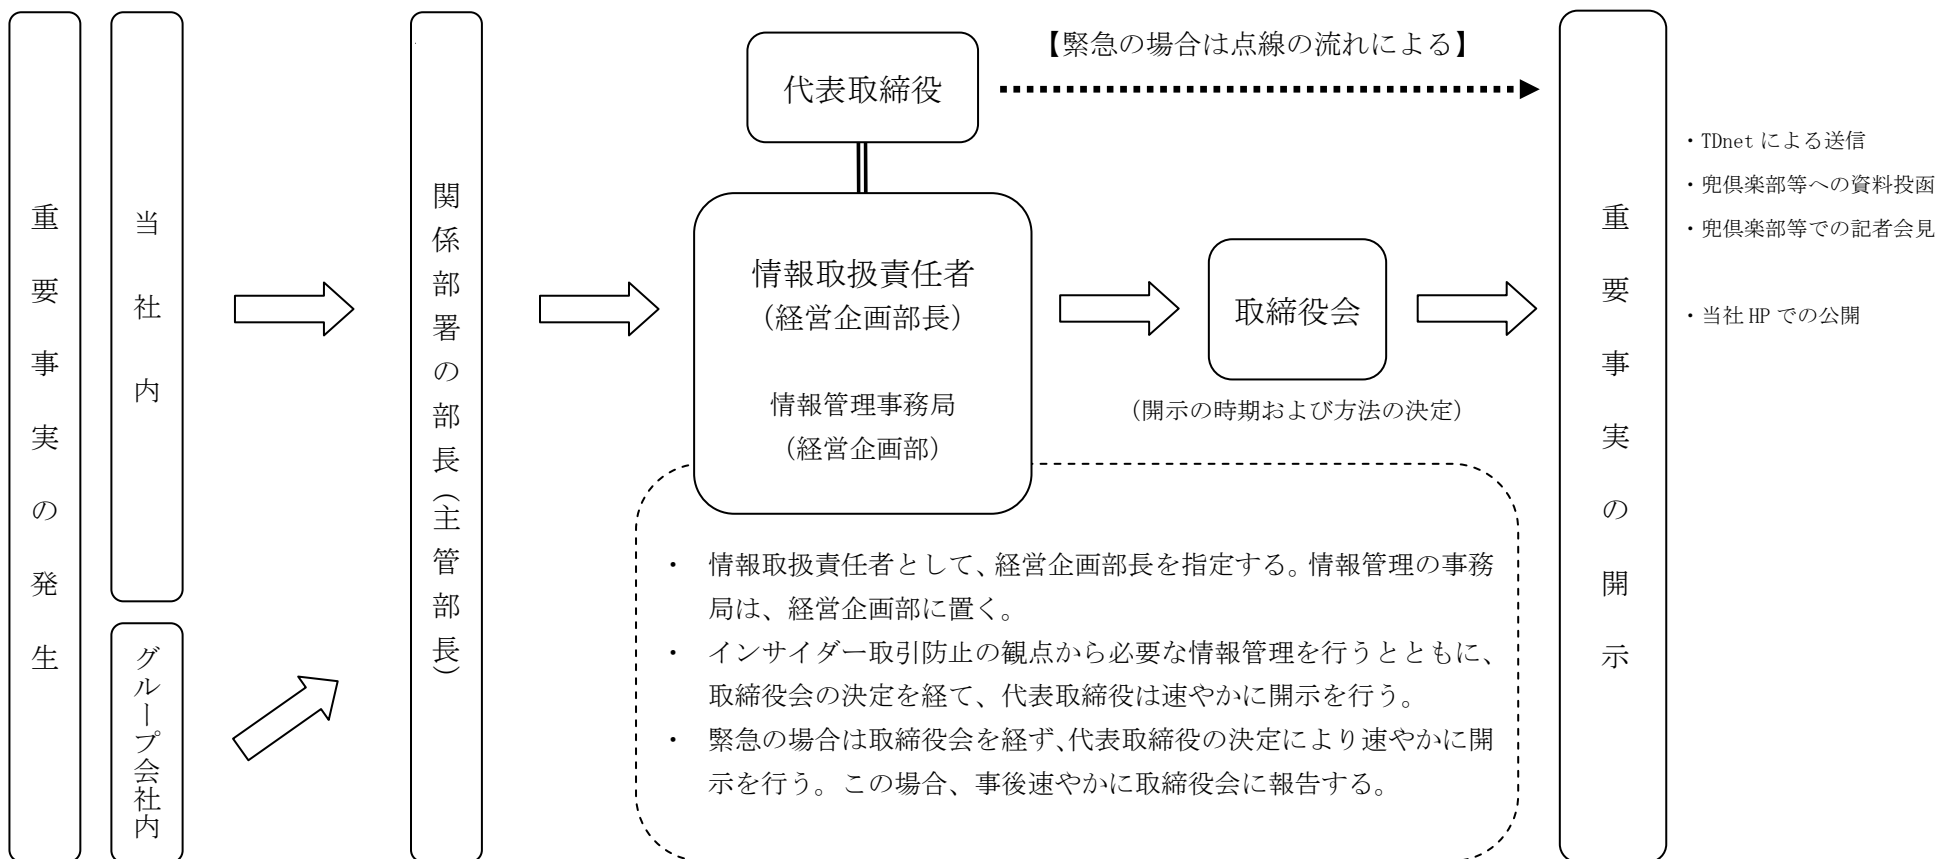 重要事実の発生
当社内
グループ会社内
関係部署の部長(主管部長)
代表取締役
【緊急の場合は点線の流れによる】
情報取扱責任者
(経営企画部長)
情報管理事務局
(経営企画部)
取締役会
(開示の時期および方法の決定)
・ 情報取扱責任者として、経営企画部長を指定する。情報管理の事務
局は、経営企画部に置く。
・ インサイダー取引防止の観点から必要な情報管理を行うとともに、
取締役会の決定を経て、代表取締役は速やかに開示を行う。
・ 緊急の場合は取締役会を経ず、代表取締役の決定により速やかに開
示を行う。この場合、事後速やかに取締役会に報告する。
重要事実の開示
・TDnet による送信
・兜倶楽部等への資料投函
・兜倶楽部等での記者会見
・当社 HP での公開